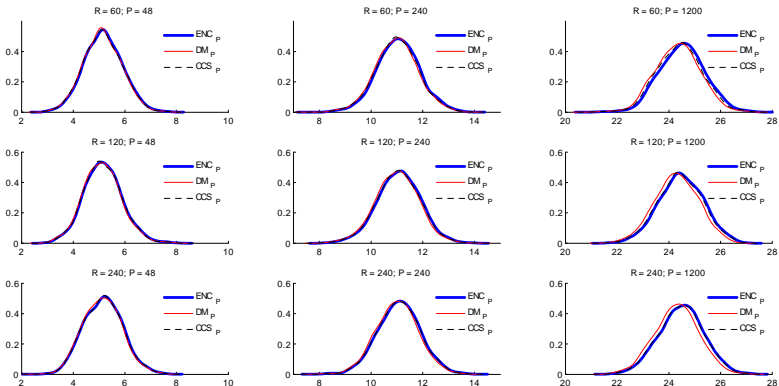 R = 60; P = 48
ENC P
DM P
CCS P
0.4
0.2
0
2 4 6 8 10
R = 60; P = 240
ENC P
DM P
CCS P
0.4
0.2
0
8 10 12 14
R = 60; P = 1200
ENC P
DM P
CCS P
0.4
0.2
0
20 22 24 26 28
R = 120; P = 48
ENC P
DM P
CCS P
0.6
0.4
0.2
0
2 4 6 8 10
R = 120; P = 240
ENC P
DM P
CCS P
0.6
0.4
0.2
0
8 10 12 14
R = 120; P = 1200
ENC P
DM P
CCS P
0.6
0.4
0.2
0
20 22 24 26 28
R = 240; P = 48
ENC P
DM P
CCS P
0.6
0.4
0.2
0
2 4 6 8 10
R = 240; P = 240
ENC P
DM P
CCS P
0.6
0.4
0.2
0
8 10 12 14
R = 240; P = 1200
ENC P
DM P
CCS P
0.6
0.4
0.2
0
20 22 24 26 28